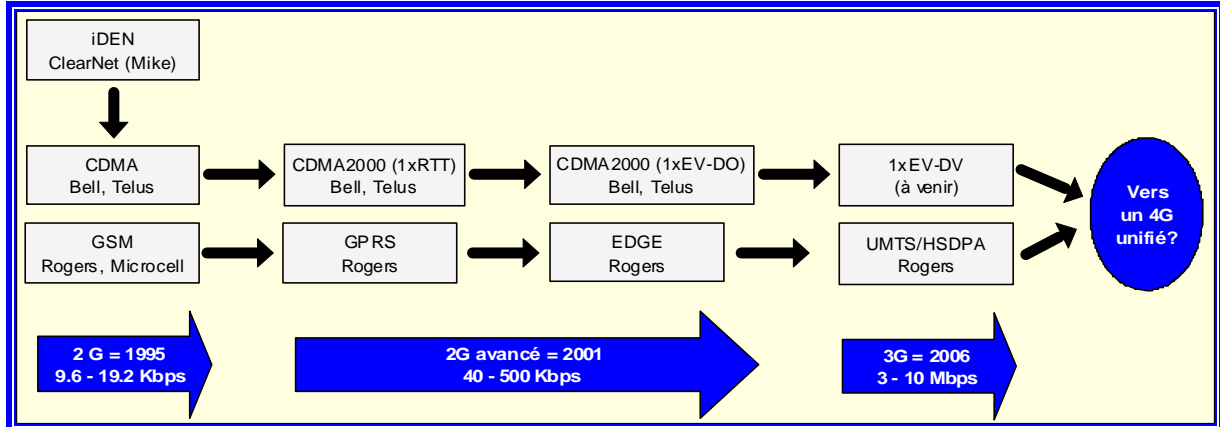 iDEN
ClearNet (Mike)
CDMA
Bell, Telus
CDMA2000 (1xRTT)
Bell, Telus
CDMA2000 (1xEV-DO)
Bell, Telus
1xEV-DV
(à venir)
Vers
un 4G
unifié?
GSM
Rogers, Microcell
GPRS
Rogers
EDGE
Rogers
UMTS/HSDPA
Rogers
2 G = 1995
9.6 - 19.2 Kbps
2G avancé = 2001
40 - 500 Kbps
3G = 2006
3 - 10 Mbps